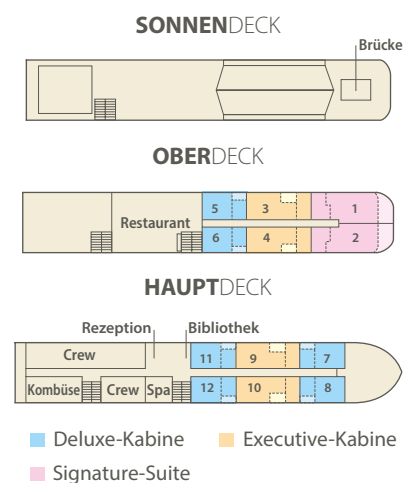 SONNENDECK
Brücke
OBERDECK
5 3 1
Restaurant
6 4 2
HAUPTDECK
Rezeption Bibliothek
Crew
11 9 7
Kombüse Crew Spa 12 10 8
Deluxe-Kabine Executive-Kabine
Signature-Suite